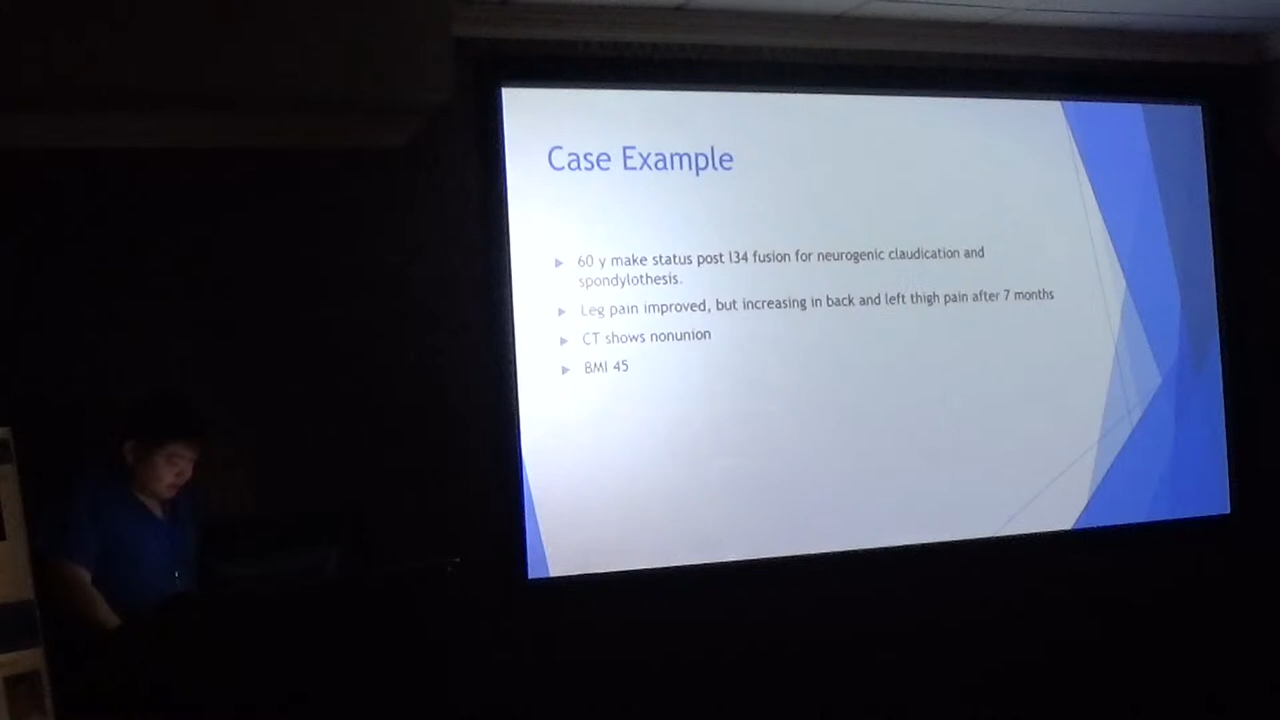 Case Example
60 y make status post l34 fusion for neurogenic claudication and
spondylothesis.
Leg pain improved, but increasing in back and left thigh pain after 7 months
CT shows nonunion
BMI 45